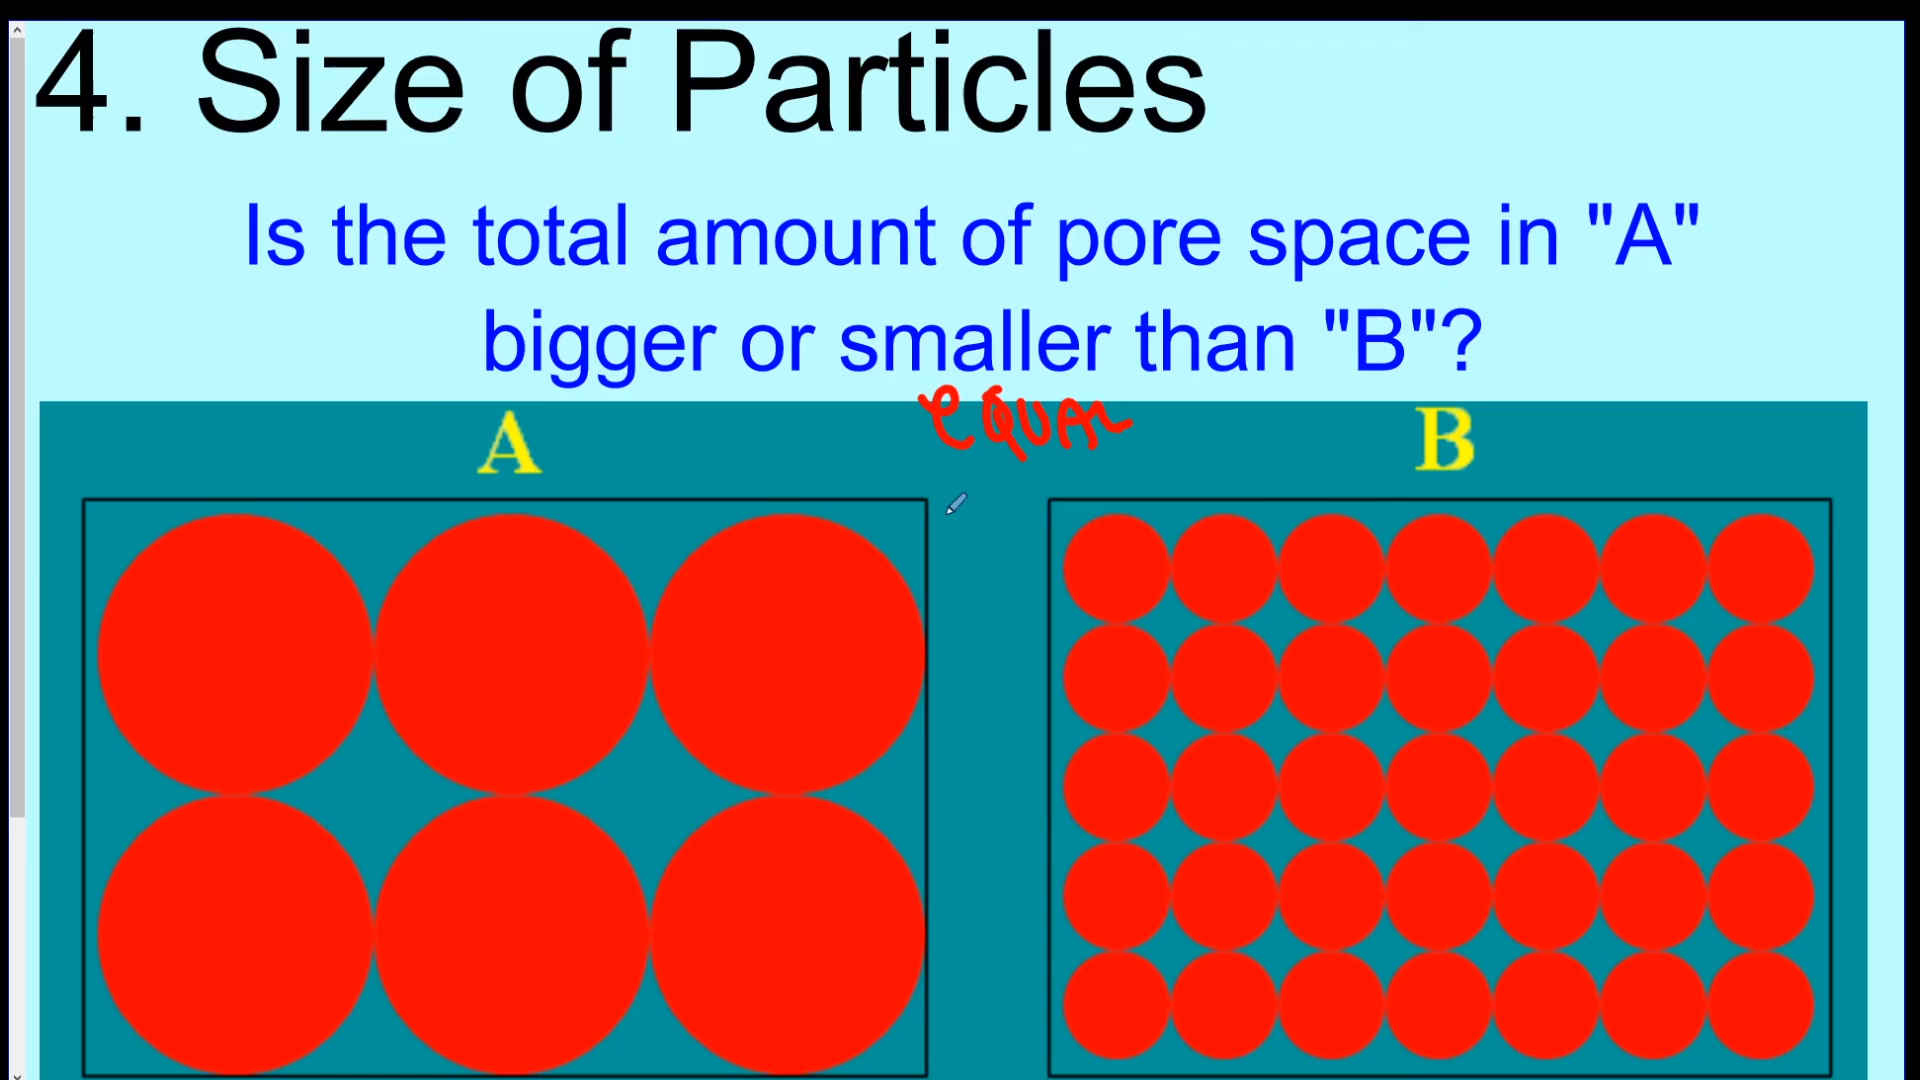 4. Size of Particles
Is the total amount of pore space in "A"
bigger or smaller than "B"?
eQUAL
A
B